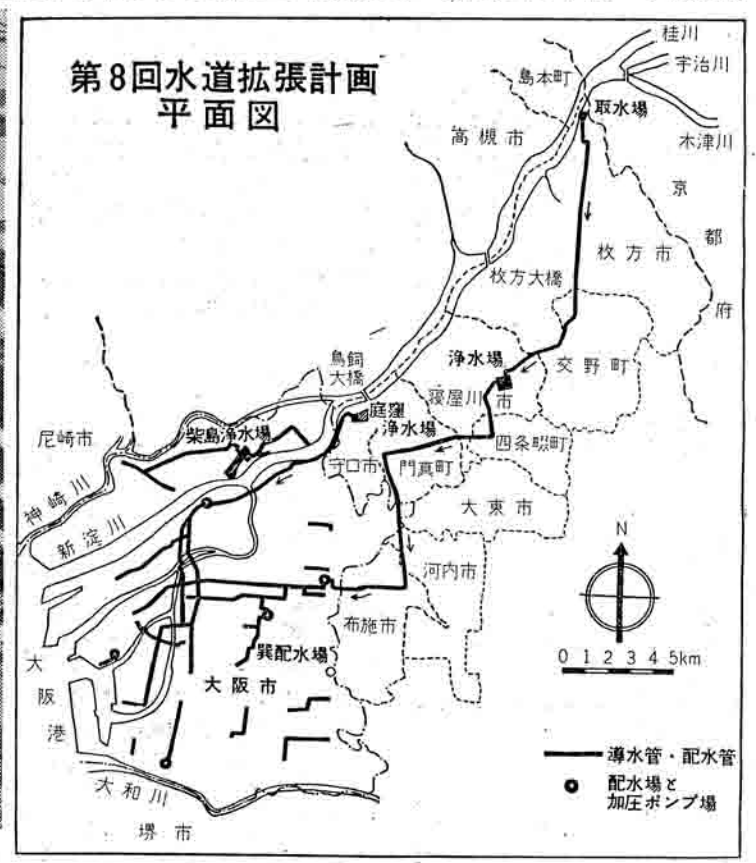 第8回水道拡張計画
平面図
桂川
宇治川
島本町
取水場
木津川
高槻市
京都府
枚方市
枚方大橋
鳥飼
大橋
浄水場
交野町
寝屋川市
庭窪
浄水場
尼崎市
柴島浄水場
守口市
門真町
四条畷町
大東市
神崎川
新淀川
N
河内市
布施市
0 1 2 3 4 5km
巽配水場
大阪市
大阪港
導水管・配水管
配水場と
加圧ポンプ場
大和川
堺市